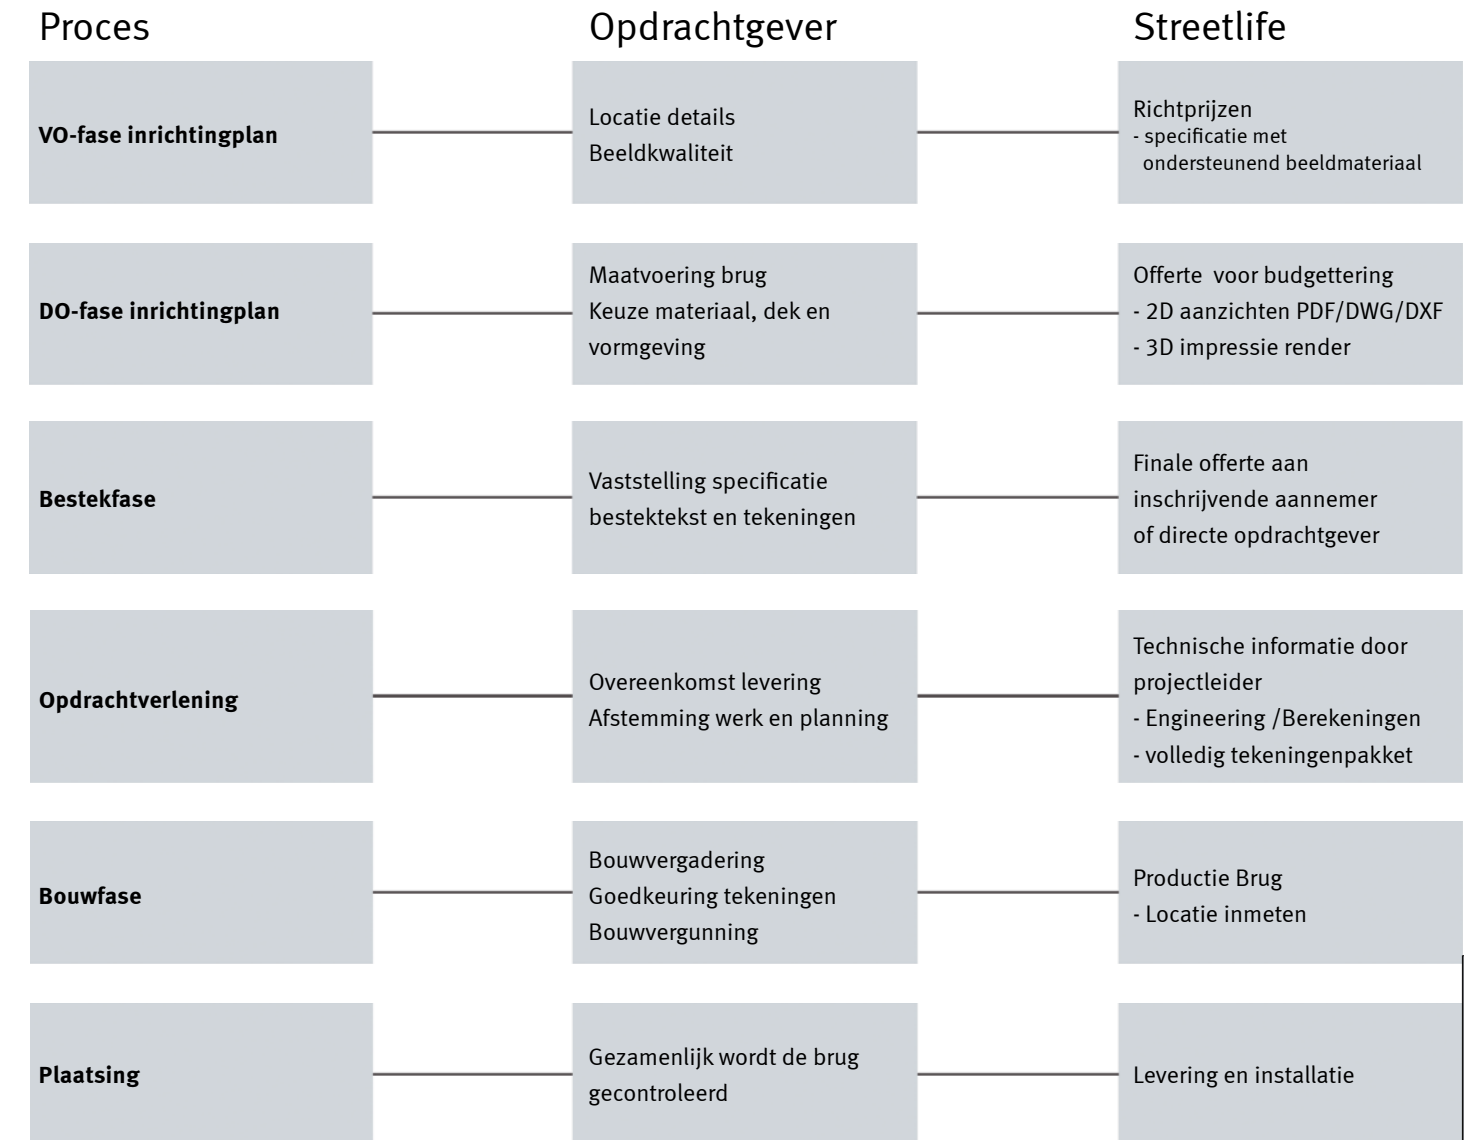 Proces
Opdrachtgever
Streetlife
VO-fase inrichtingplan
Locatie details
Beeldkwaliteit
Richtprijzen
- specificatie met
ondersteunend beeldmateriaal
DO-fase inrichtingplan
Maatvoering brug
Keuze materiaal, dek en
vormgeving
Offerte  voor budgettering
- 2D aanzichten PDF/DWG/DXF
- 3D impressie render
Bestekfase
Vaststelling specificatie
bestektekst en tekeningen
Finale offerte aan
inschrijvende aannemer
of directe opdrachtgever
Opdrachtverlening
Overeenkomst levering
Afstemming werk en planning
Technische informatie door
projectleider
- Engineering /Berekeningen
- volledig tekeningenpakket
Bouwfase
Bouwvergadering
Goedkeuring tekeningen
Bouwvergunning
Productie Brug
- Locatie inmeten
Plaatsing
Gezamenlijk wordt de brug
gecontroleerd
Levering en installatie